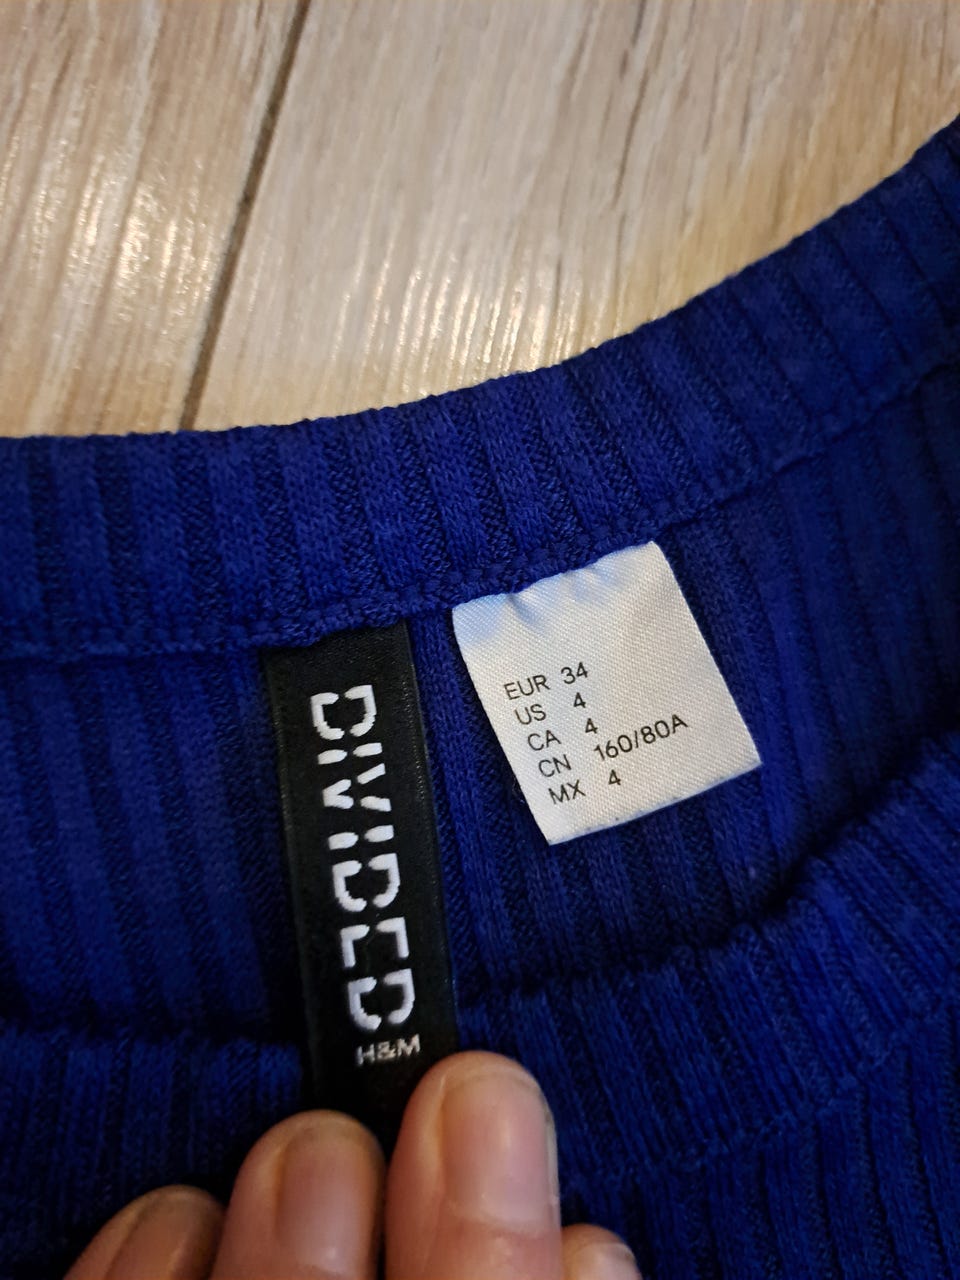 DIVIDED
H&M
EUR 34
US 4
CA 4
CN 160/80A
MX 4